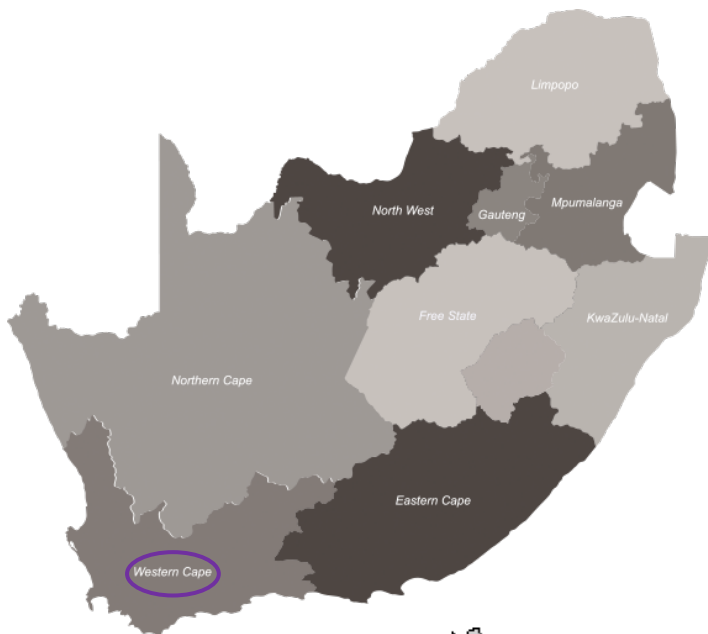 Limpopo
North West
Gauteng
Mpumalanga
Free State
KwaZulu-Natal
Northern Cape
Eastern Cape
Western Cape